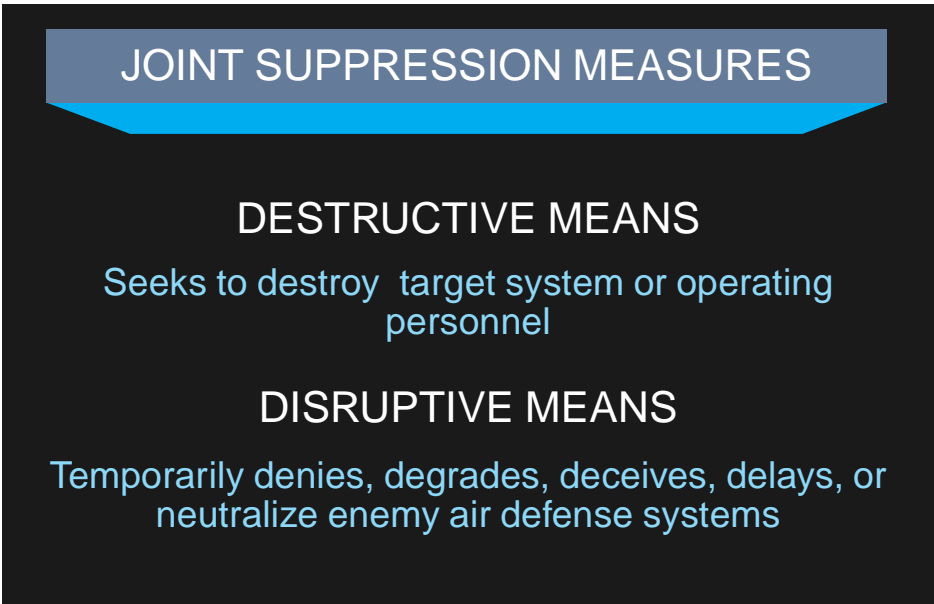 JOINT SUPPRESSION MEASURES
DESTRUCTIVE MEANS
Seeks to destroy  target system or operating
personnel
DISRUPTIVE MEANS
Temporarily denies, degrades, deceives, delays, or
neutralize enemy air defense systems